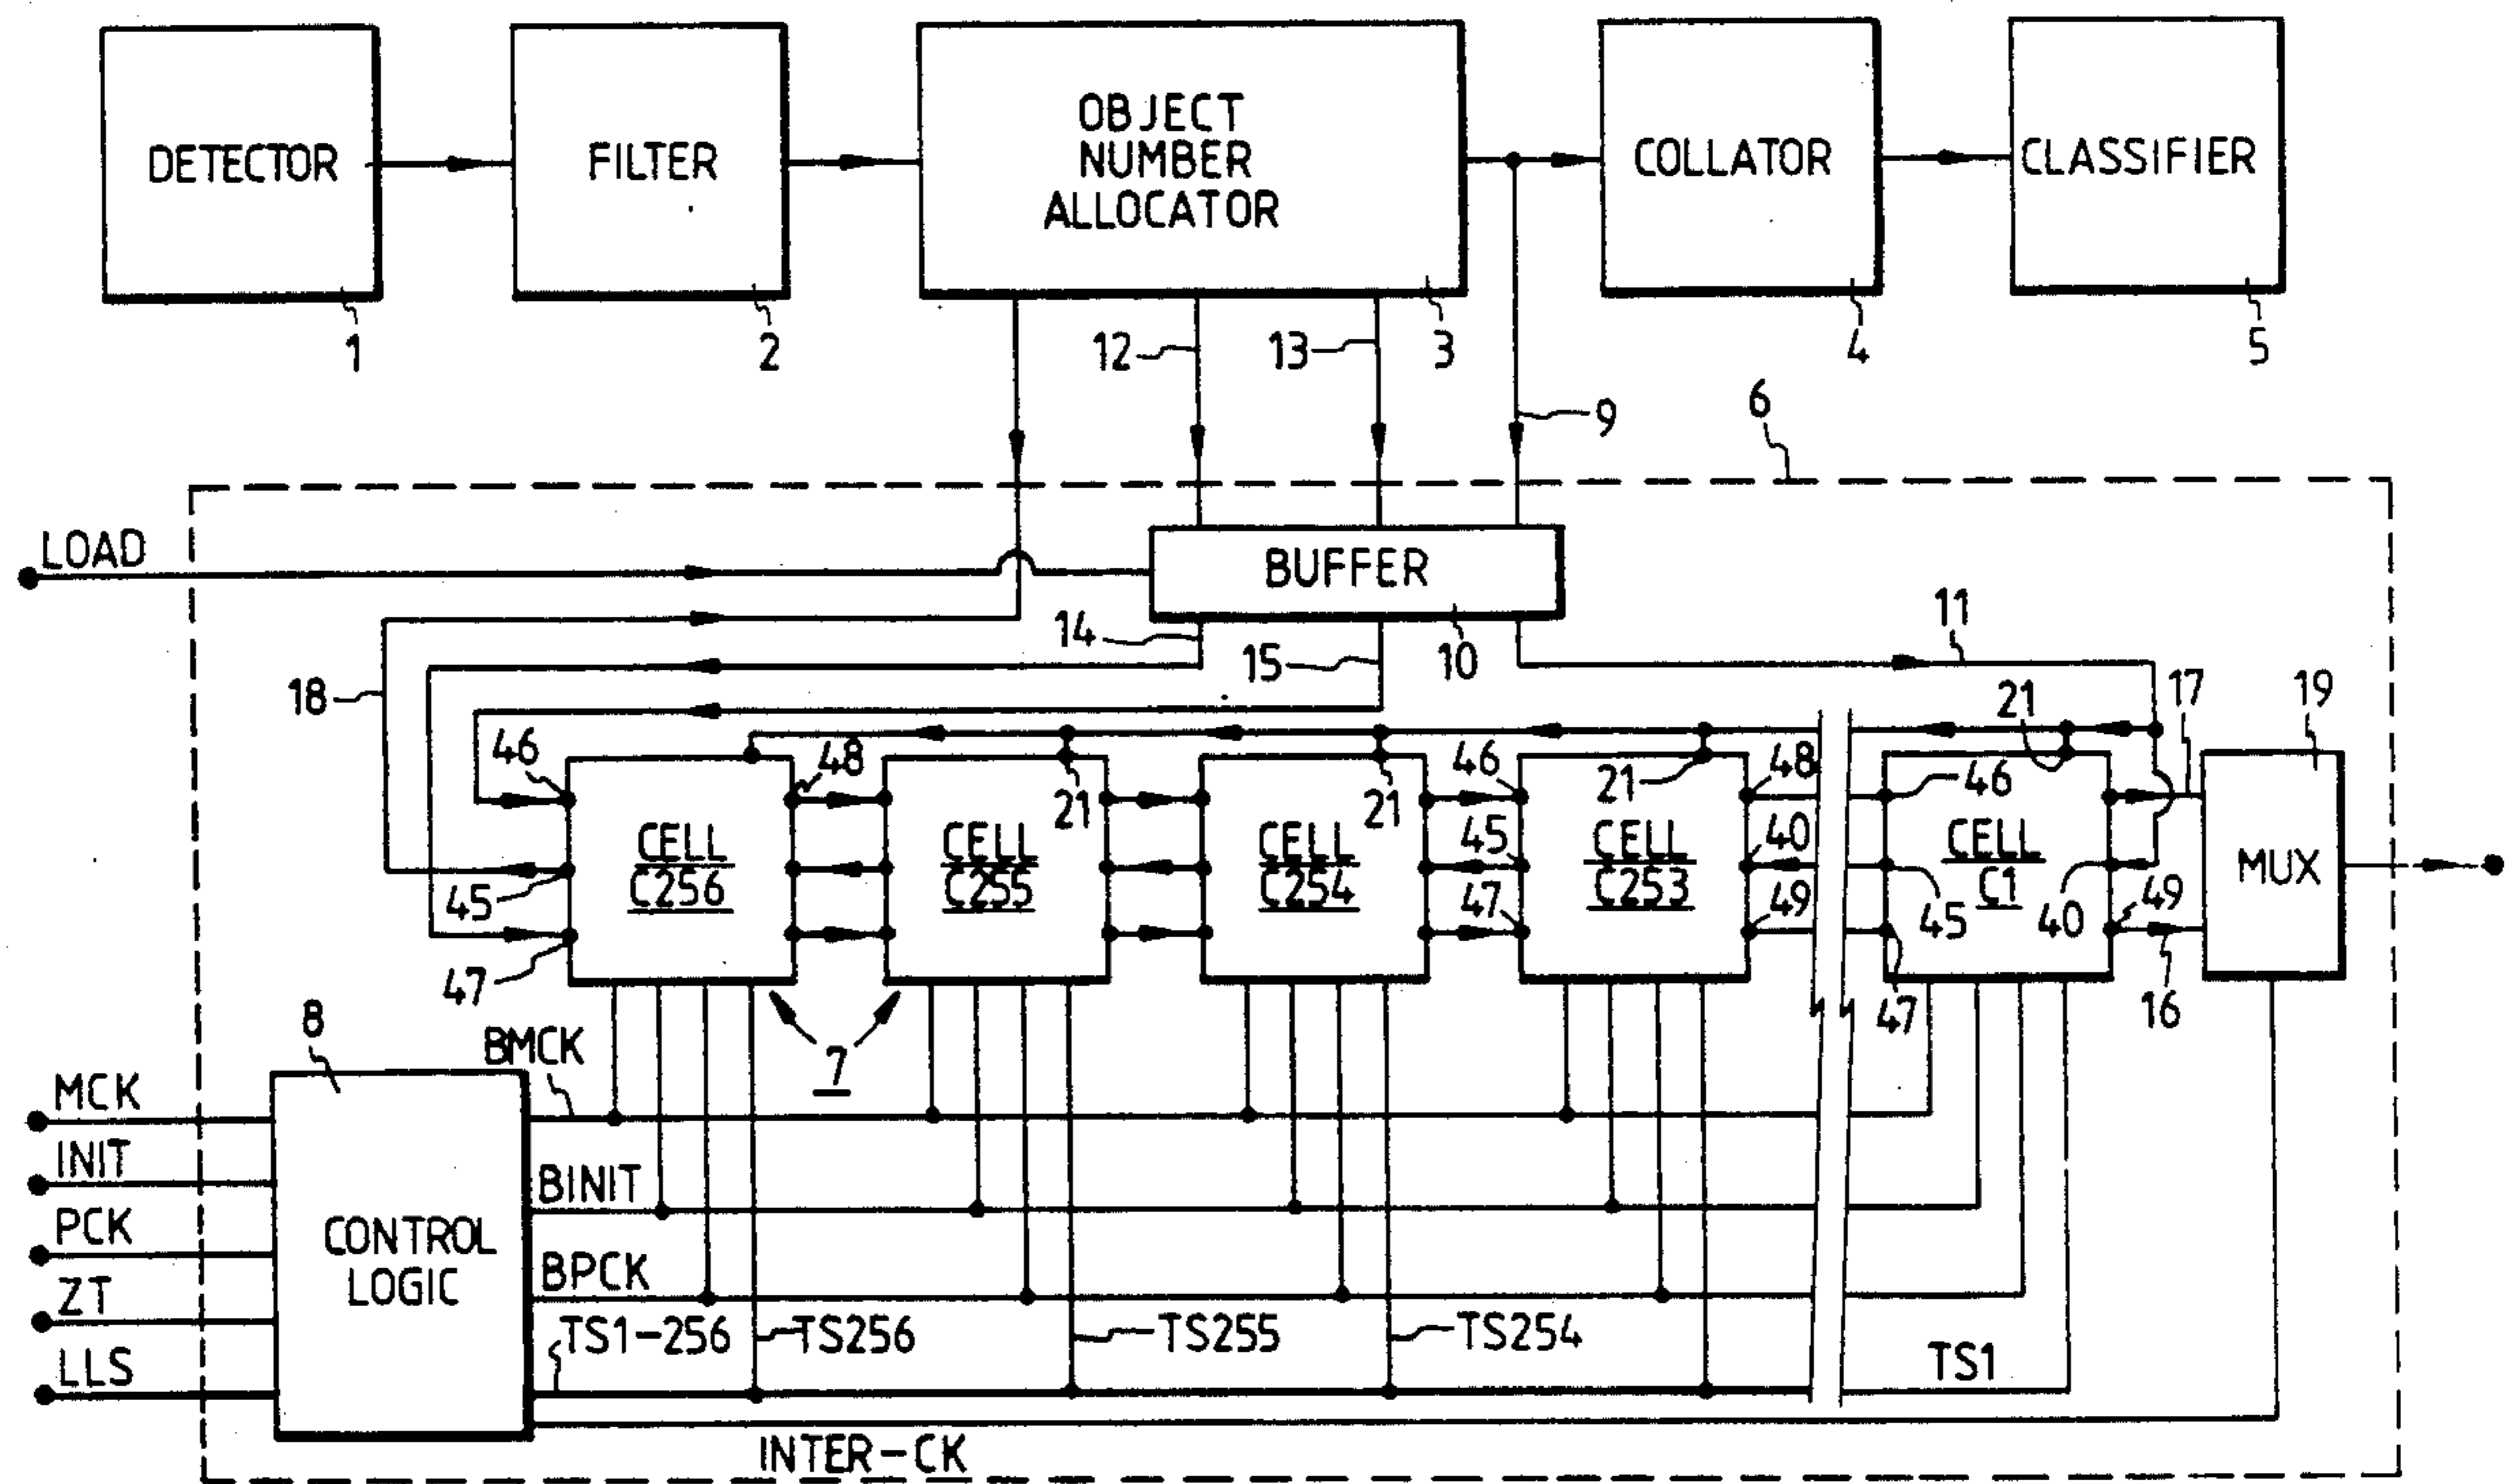 DETECTOR
FILTER
OBJECT
NUMBER
ALLOCATOR
COLLATOR
CLASSIFIER
1
2
12
13
3
9
4
5
6
LOAD
BUFFER
14
15
10
11
18
17
19
21
46
48
21
21
46
21
48
46
CELL
C256
CELL
C255
CELL
C254
CELL
C253
CELL
C1
MUX
45
47
45
47
40
49
45
40
49
47
16
7
8
BMCK
MCK
INIT
PCK
ZT
LLS
CONTROL
LOGIC
BINIT
BPCK
TS1-256
TS256
TS255
TS254
TS1
INTER-CK